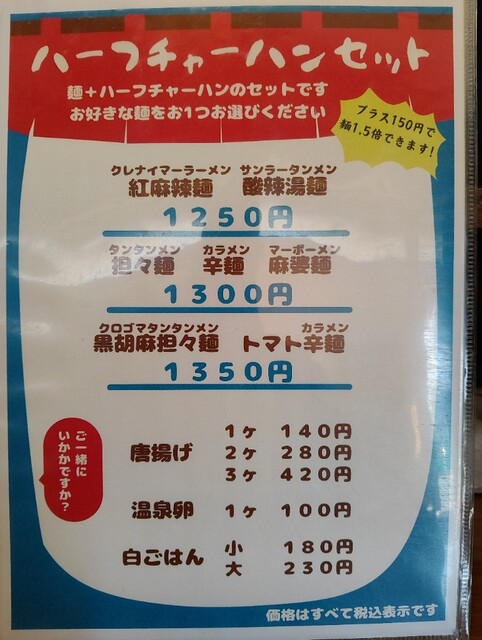 ハーフチャーハンセット
麺+ハーフチャーハンのセットです
お好きな麺をお1つお選びください
プラス150円で
麺1.5倍できます!
クレナイマーラーメン サンラータンメン
紅麻辣麺 酸辣湯麺
1250円
タンタンメン カラメン マーボーメン
担々麺 辛麺 麻婆麺
1300円
クロゴマタンタンメン カラメン
黒胡麻担々麺 トマト辛麺
1350円
ご一緒に
いかかですか?
唐揚げ
1ヶ 140円
2ヶ 280円
3ヶ 420円
温泉卵 1ヶ 100円
白ごはん
小 180円
大 230円
価格はすべて税込表示です